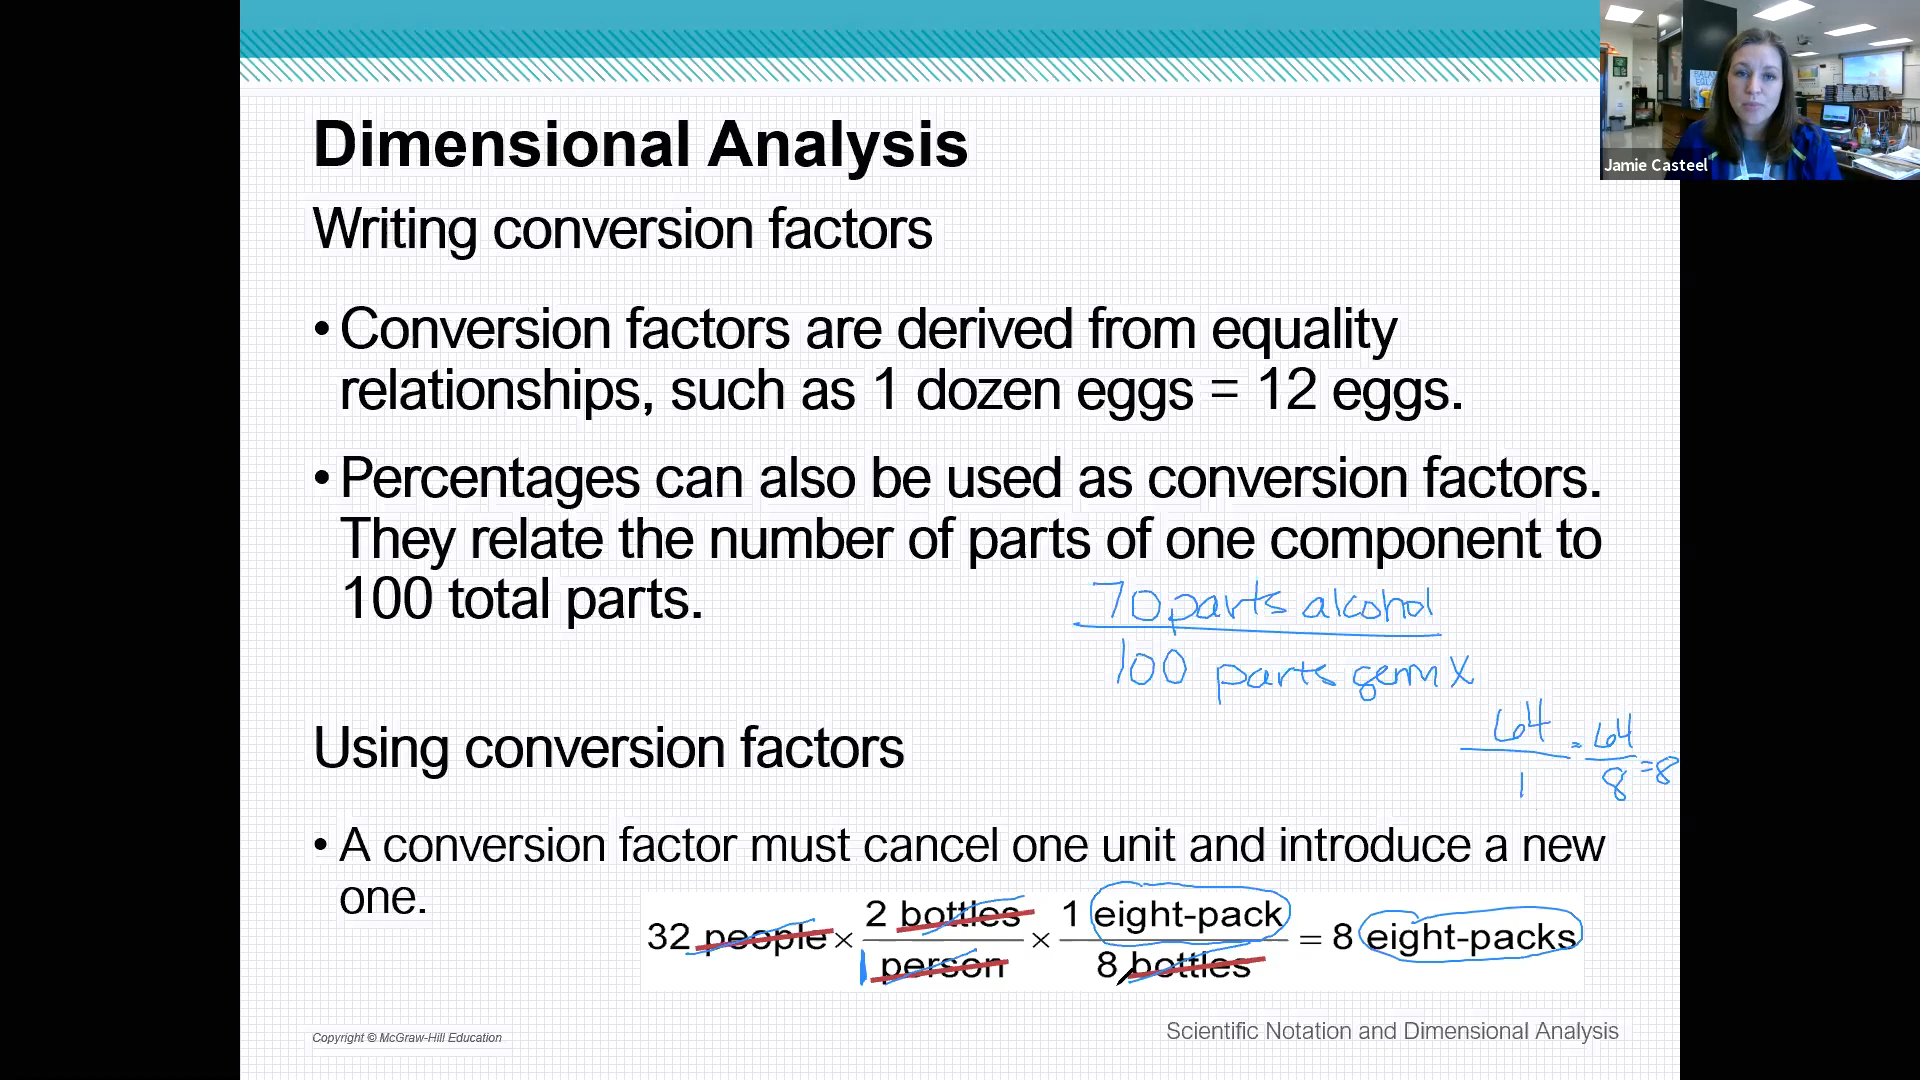 Dimensional Analysis
Writing conversion factors
• Conversion factors are derived from equality
relationships, such as 1 dozen eggs = 12 eggs.
• Percentages can also be used as conversion factors.
They relate the number of parts of one component to
100 total parts.
70 parts alcohol
100 parts germ X
64
1
= 64
8
= 8
Using conversion factors
• A conversion factor must cancel one unit and introduce a new
one.
32 people × 2 bottles
1 person
× 1 eight-pack
8 bottles
= 8 eight-packs
Copyright © McGraw-Hill Education
Scientific Notation and Dimensional Analysis
Jamie Casteel